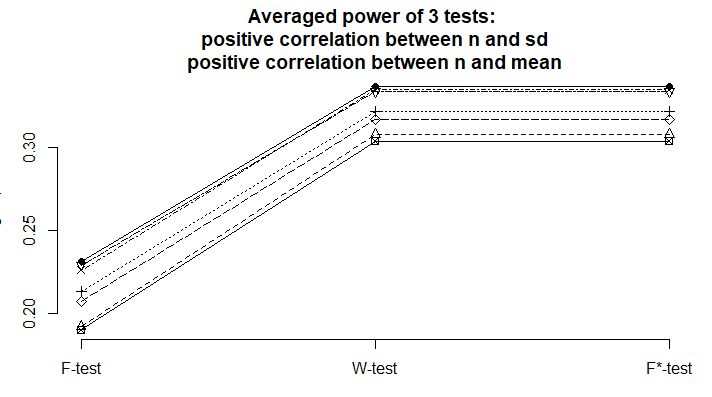 Averaged power of 3 tests:
positive correlation between n and sd
positive correlation between n and mean
0.30
0.25
0.20
F-test
W-test
F*-test